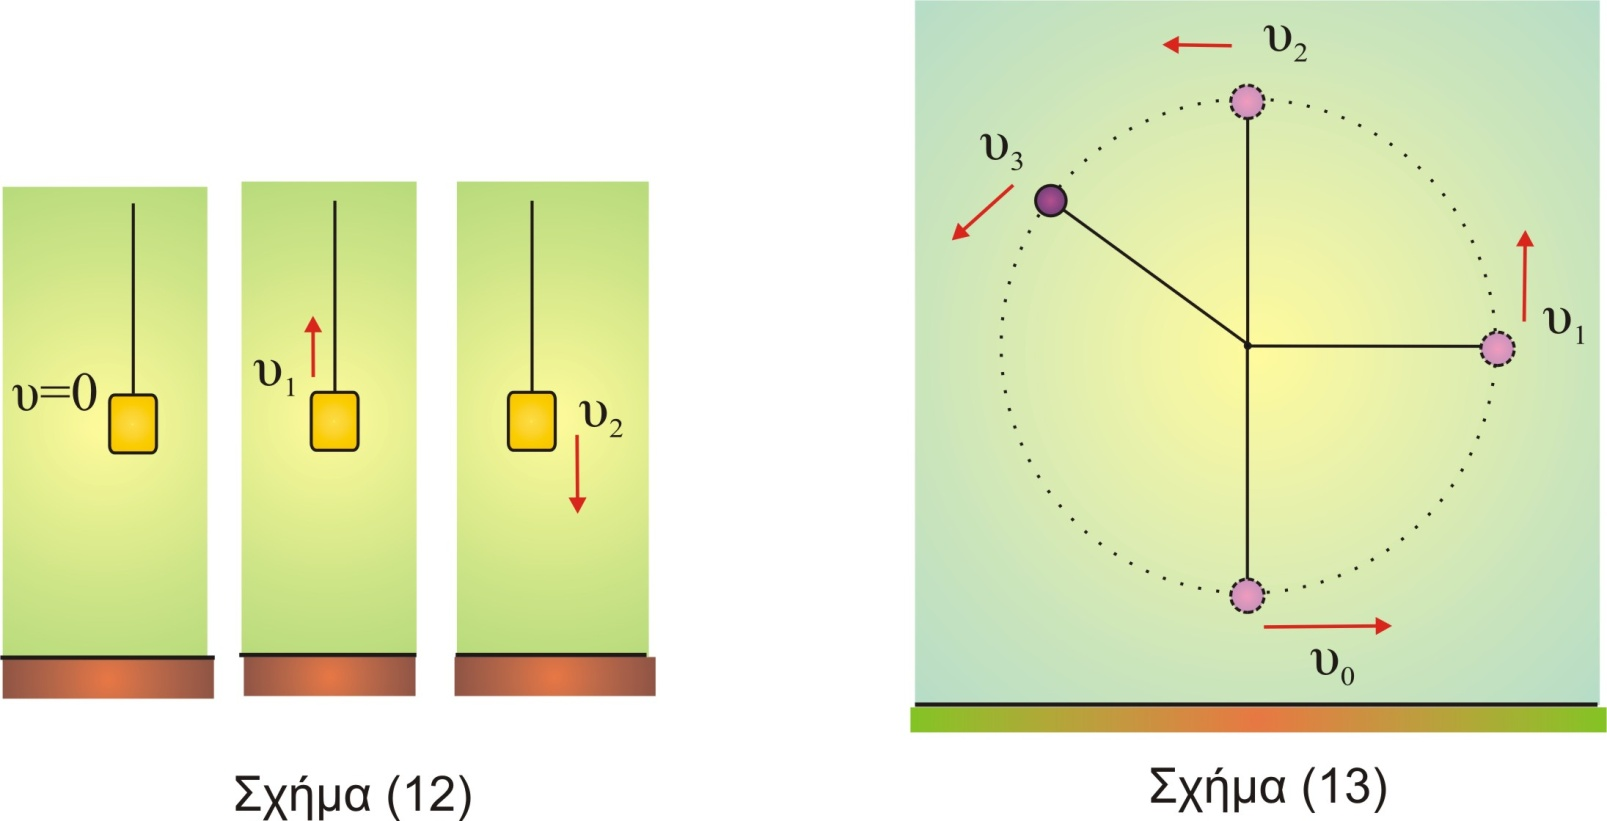 υ=0
υ₁
υ₂
Σχήμα (12)
υ₂
υ₃
υ₁
υ₀
Σχήμα (13)